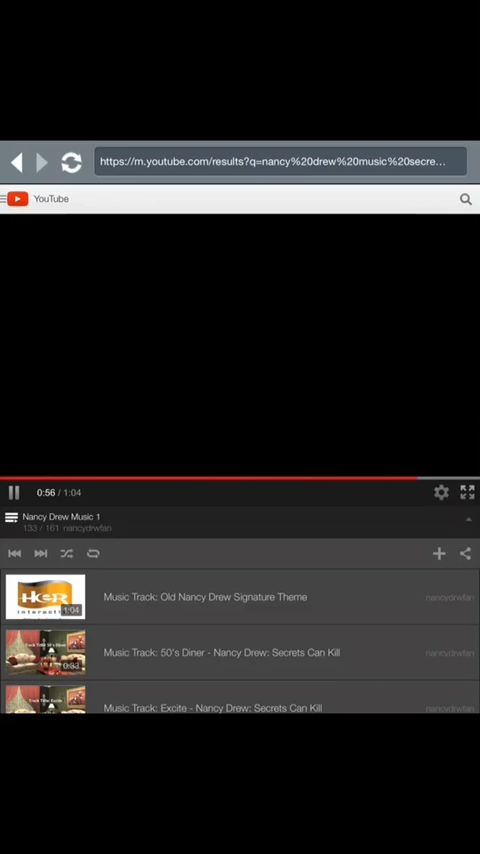 https://m.youtube.com/results?q=nancy%20drew%20music%20secre...
YouTube
0:56 / 1:04
Nancy Drew Music 1
133 / 161 nancydrwfan
HeR
Interacti
1:04
Music Track: Old Nancy Drew Signature Theme
nancydrwfan
0:33
Music Track: 50's Diner - Nancy Drew: Secrets Can Kill
nancydrwfan
Music Track: Excite - Nancy Drew: Secrets Can Kill
nancydrwfan